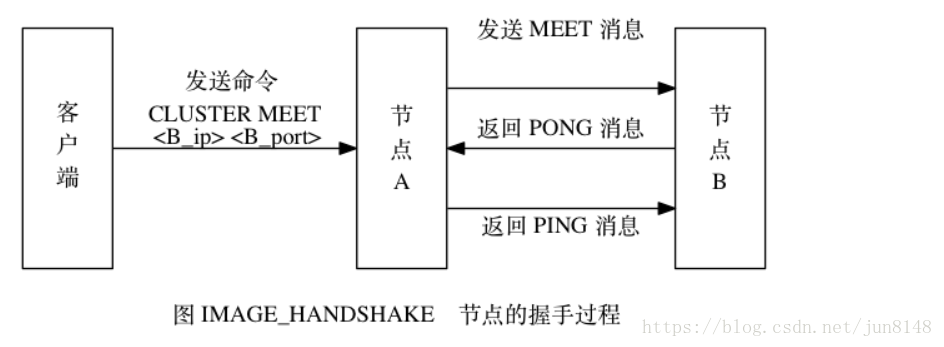 客户端
发送命令
CLUSTER MEET
<B_ip> <B_port>
节点A
发送 MEET 消息
返回 PONG 消息
返回 PING 消息
节点B
图 IMAGE_HANDSHAKE 节点的握手过程
https://blog.csdn.net/jun8148